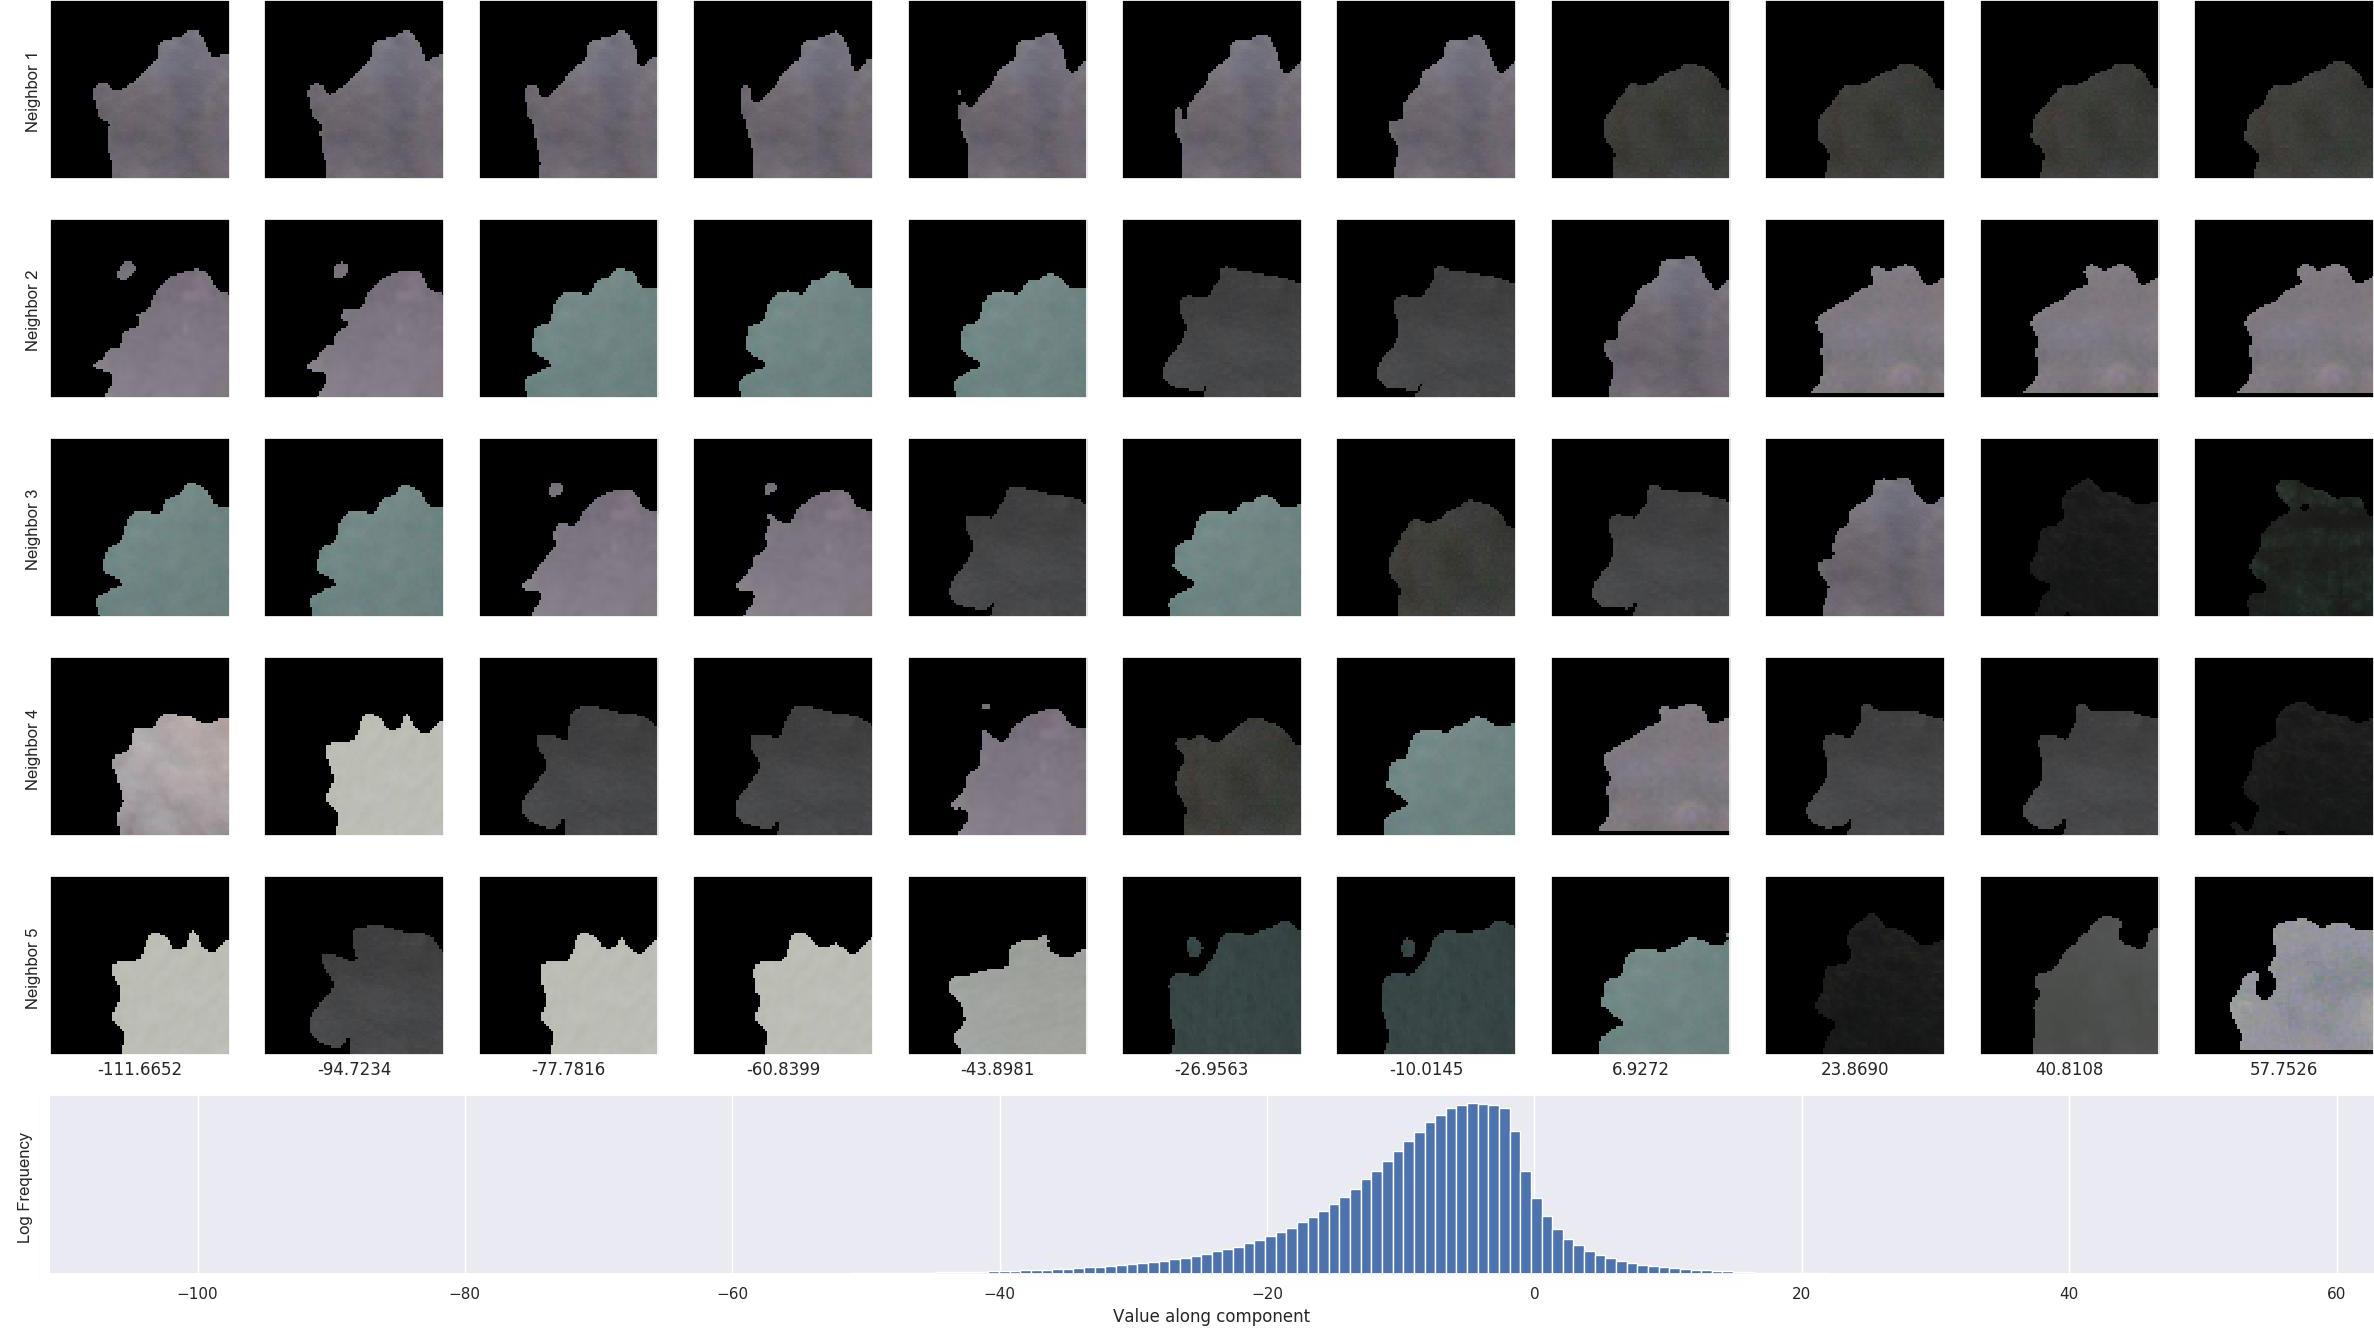 Neighbor 1
Neighbor 2
Neighbor 3
Neighbor 4
Neighbor 5
-111.6652 -94.7234 -77.7816 -60.8399 -43.8981 -26.9563 -10.0145 6.9272 23.8690 40.8108 57.7526
Log Frequency
−100 −80 −60 −40 −20 0 20 40 60
Value along component